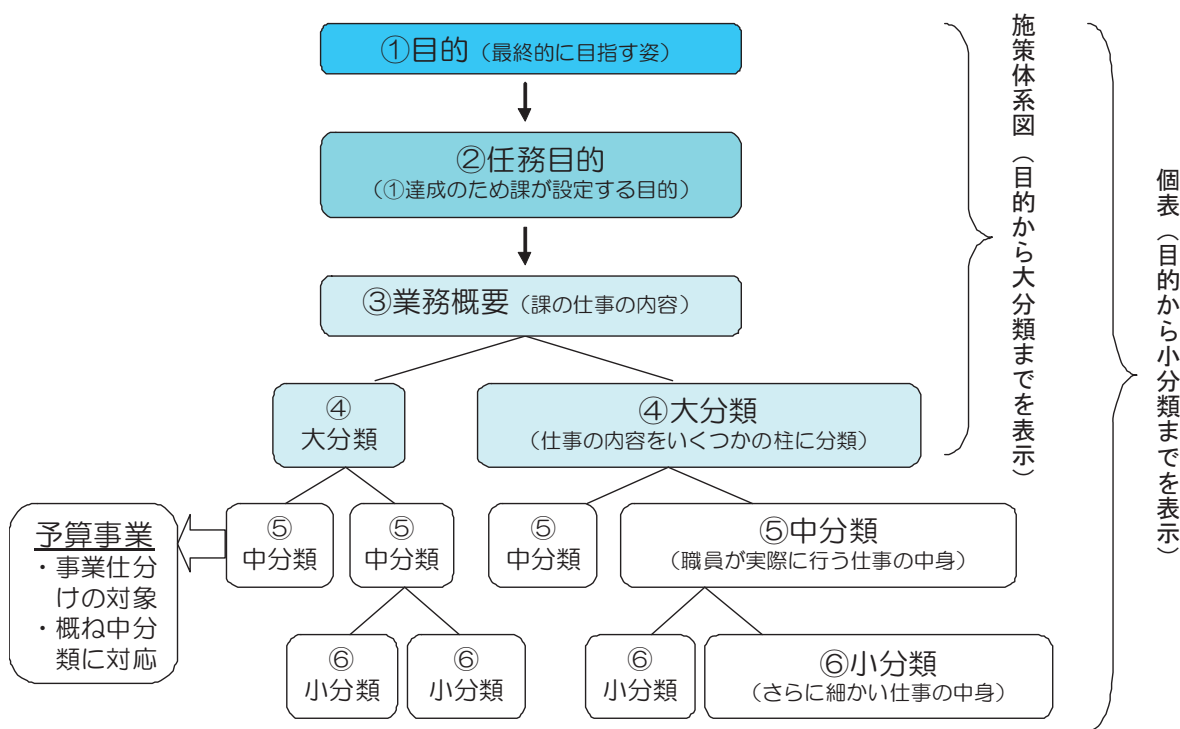 ①目的（最終的に目指す姿）
②任務目的
（①達成のため課が設定する目的）
③業務概要（課の仕事の内容）
④
大分類
④大分類
（仕事の内容をいくつかの柱に分類）
予算事業
・事業仕分
けの対象
・概ね中分
類に対応
⑤
中分類
⑤
中分類
⑤
中分類
⑤中分類
（職員が実際に行う仕事の中身）
⑥
小分類
⑥
小分類
⑥
小分類
⑥小分類
（さらに細かい仕事の中身）
施策体系図（目的から大分類までを表示）
個表（目的から小分類までを表示）